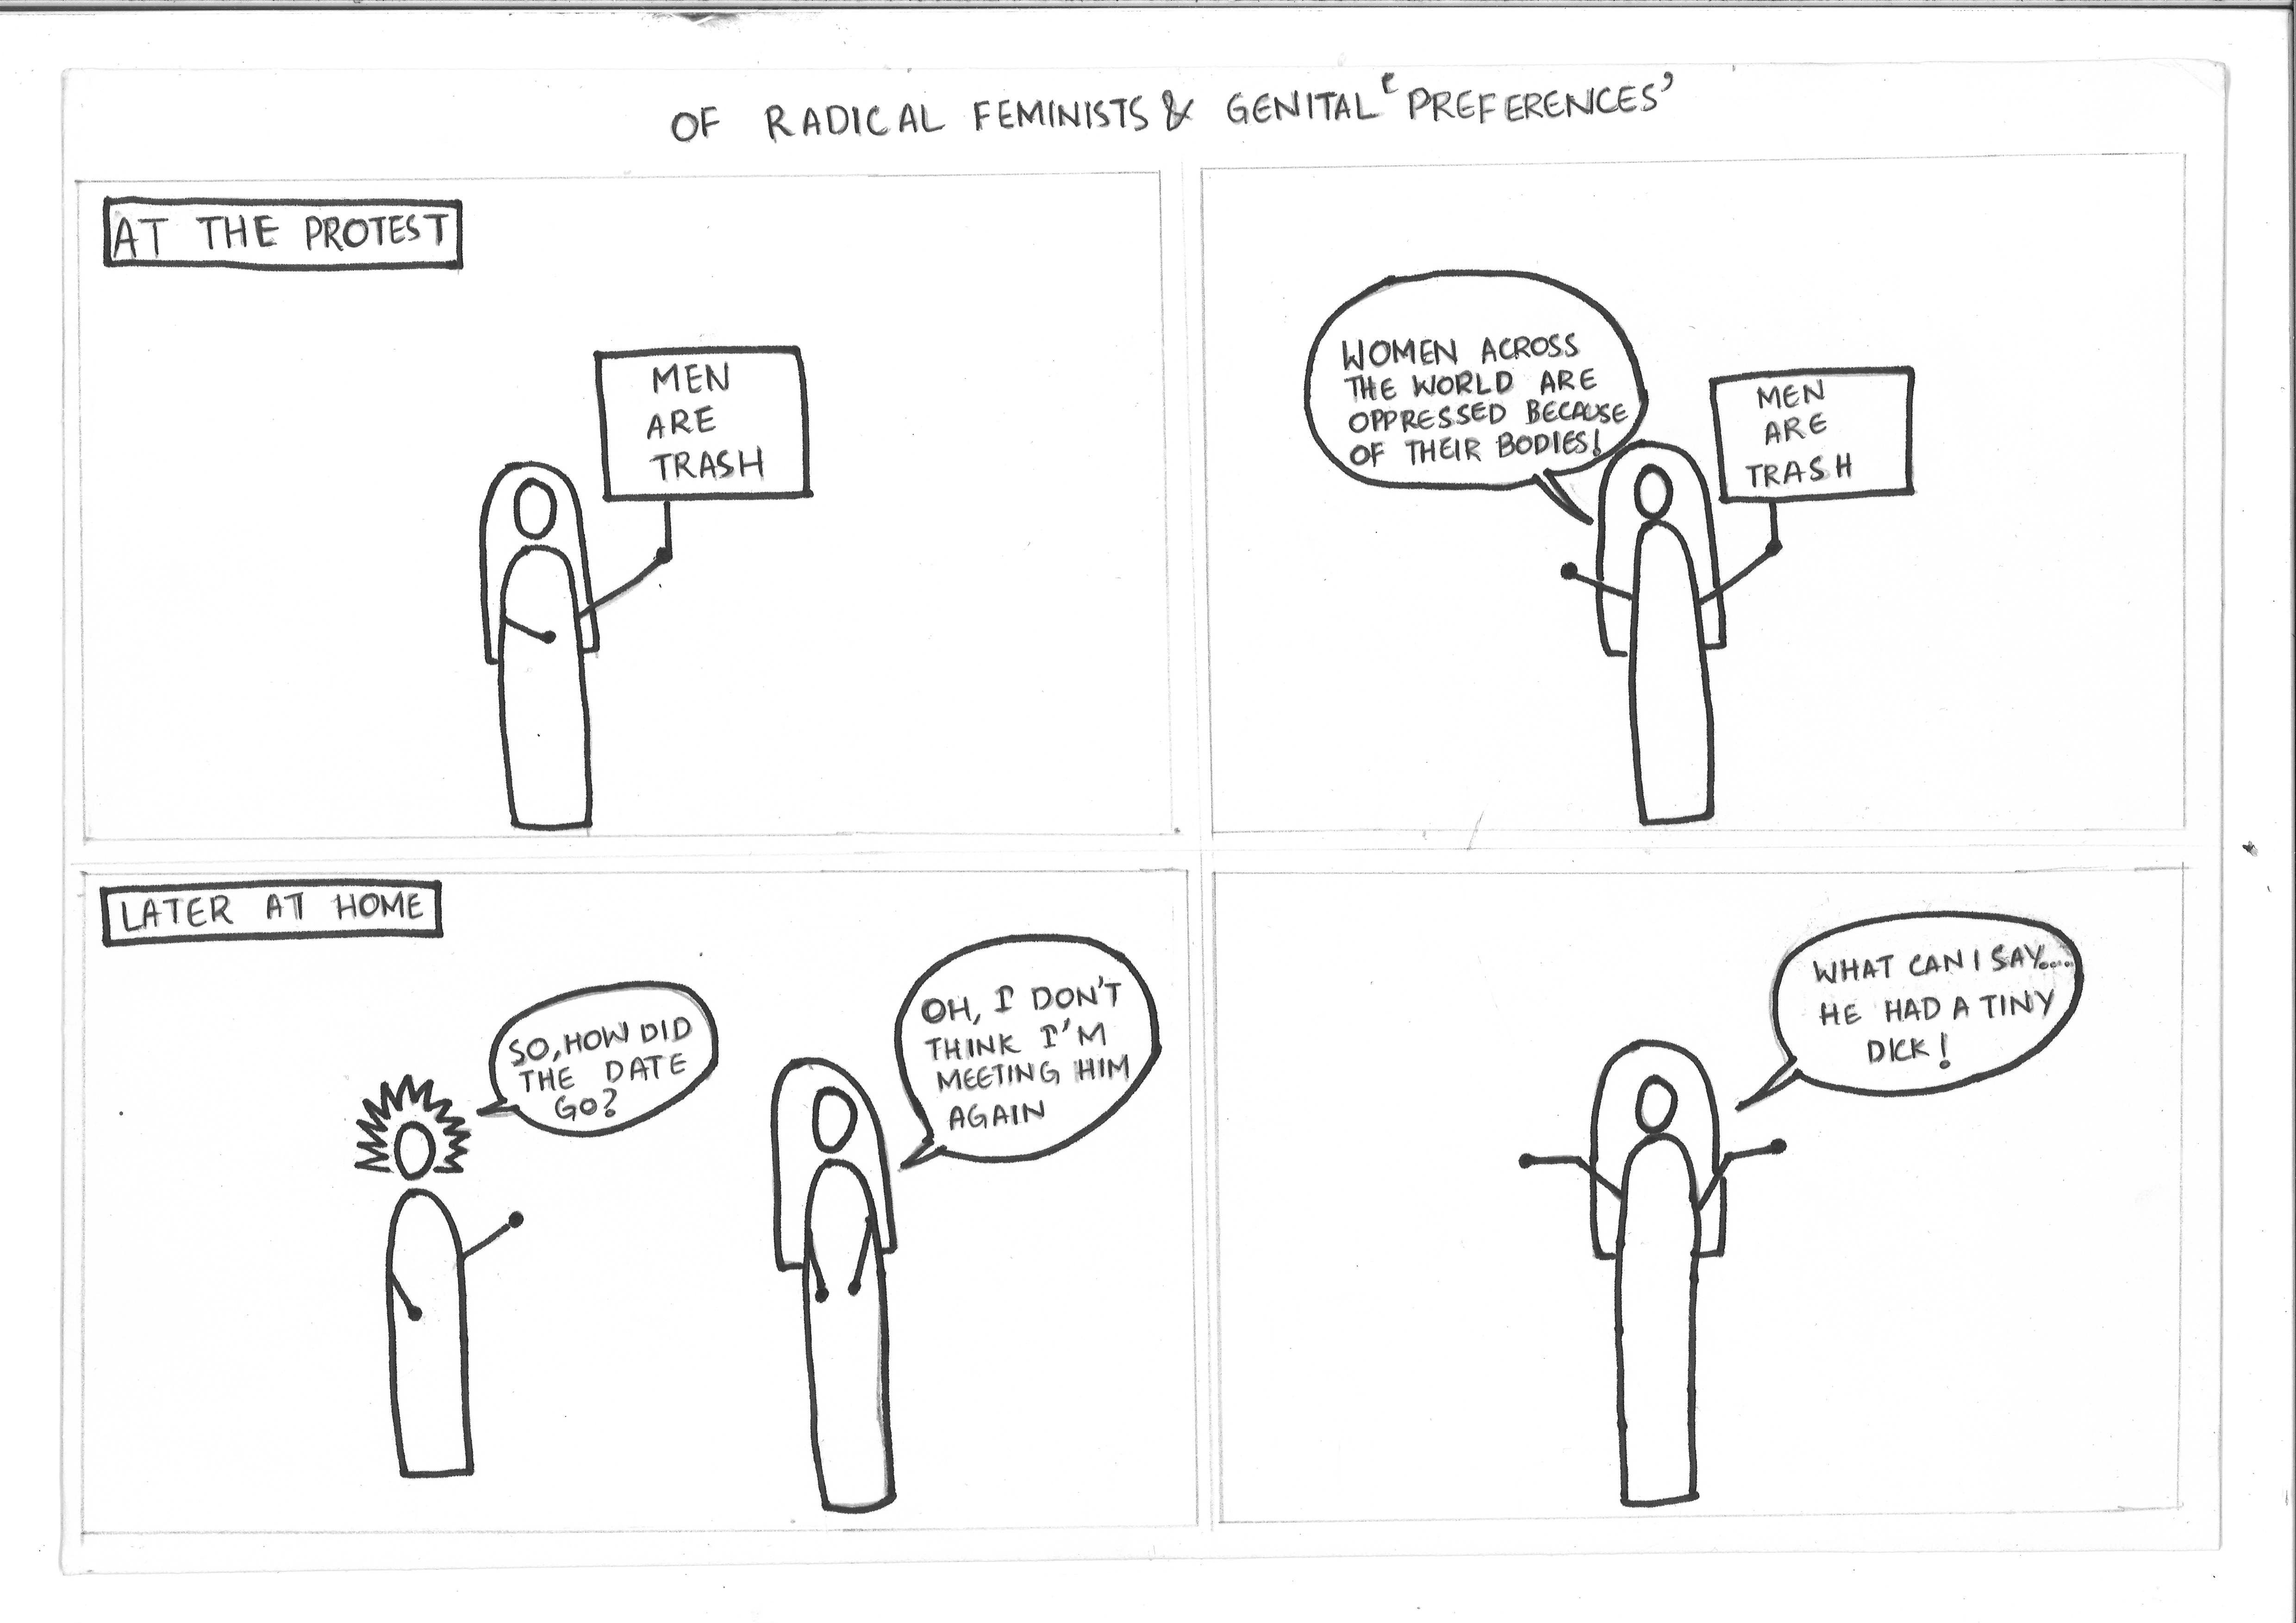 OF RADICAL FEMINISTS & GENITAL 'PREFERENCES'
AT THE PROTEST
MEN
ARE
TRASH
WOMEN ACROSS
THE WORLD ARE
OPPRESSED BECAUSE
OF THEIR BODIES!
MEN
ARE
TRASH
LATER AT HOME
SO, HOW DID
THE DATE
GO?
OH, I DON'T
THINK I'M
MEETING HIM
AGAIN
WHAT CAN I SAY....
HE HAD A TINY
DICK!